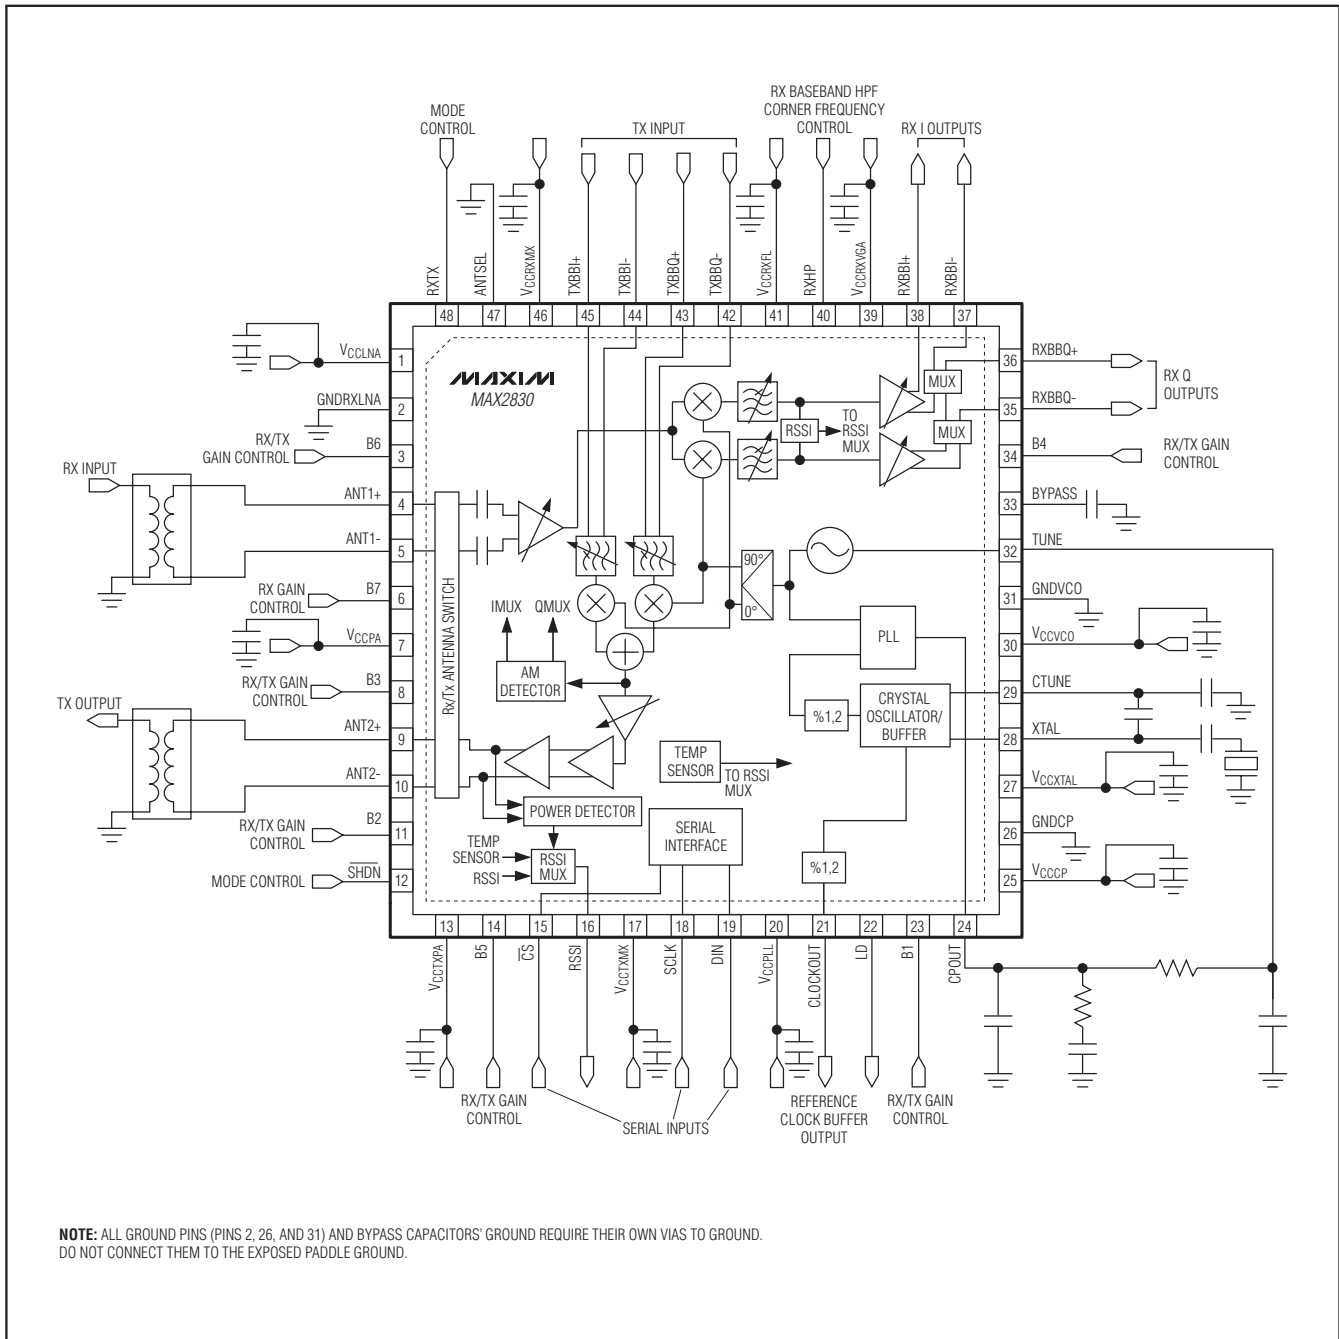 MODE
CONTROL
TX INPUT
RX BASEBAND HPF
CORNER FREQUENCY
CONTROL
RX I OUTPUTS
RXTX
ANTSEL
VCCRXMX
TXBBI+
TXBBI-
TXBBQ+
TXBBQ-
VCCRXFL
RXHP
VCCRXVGA
RXBBI+
RXBBI-
48 47 46 45 44 43 42 41 40 39 38 37
VCCLNA 1
GNDRXLNA 2
RX/TX
GAIN CONTROL
B6 3
RX INPUT
ANT1+ 4
ANT1- 5
RX GAIN
CONTROL
B7 6
VCCPA 7
RX/TX GAIN
CONTROL
B3 8
TX OUTPUT
ANT2+ 9
ANT2- 10
RX/TX GAIN
CONTROL
B2 11
MODE CONTROL
SHDN 12
MAXIM
MAX2830
Rx/Tx ANTENNA SWITCH
MUX
MUX
RSSI
TO
RSSI
MUX
90°
0°
IMUX QMUX
AM
DETECTOR
PLL
%1,2
CRYSTAL
OSCILLATOR/
BUFFER
TEMP
SENSOR
TO RSSI
MUX
POWER DETECTOR
SERIAL
INTERFACE
TEMP
SENSOR
RSSI
RSSI
MUX
%1,2
36 RXBBQ+
RX Q
OUTPUTS
35 RXBBQ-
34 B4
RX/TX GAIN
CONTROL
33 BYPASS
32 TUNE
31 GNDVCO
30 VCCVCO
29 CTUNE
28 XTAL
27 VCCXTAL
26 GNDCP
25 VCCCP
13 14 15 16 17 18 19 20 21 22 23 24
VCCTXPA
B5
CS
RSSI
VCCTXMX
SCLK
DIN
VCCPLL
CLOCKOUT
LD
B1
CPOUT
RX/TX GAIN
CONTROL
SERIAL INPUTS
REFERENCE
CLOCK BUFFER
OUTPUT
RX/TX GAIN
CONTROL
NOTE: ALL GROUND PINS (PINS 2, 26, AND 31) AND BYPASS CAPACITORS' GROUND REQUIRE THEIR OWN VIAS TO GROUND.
DO NOT CONNECT THEM TO THE EXPOSED PADDLE GROUND.